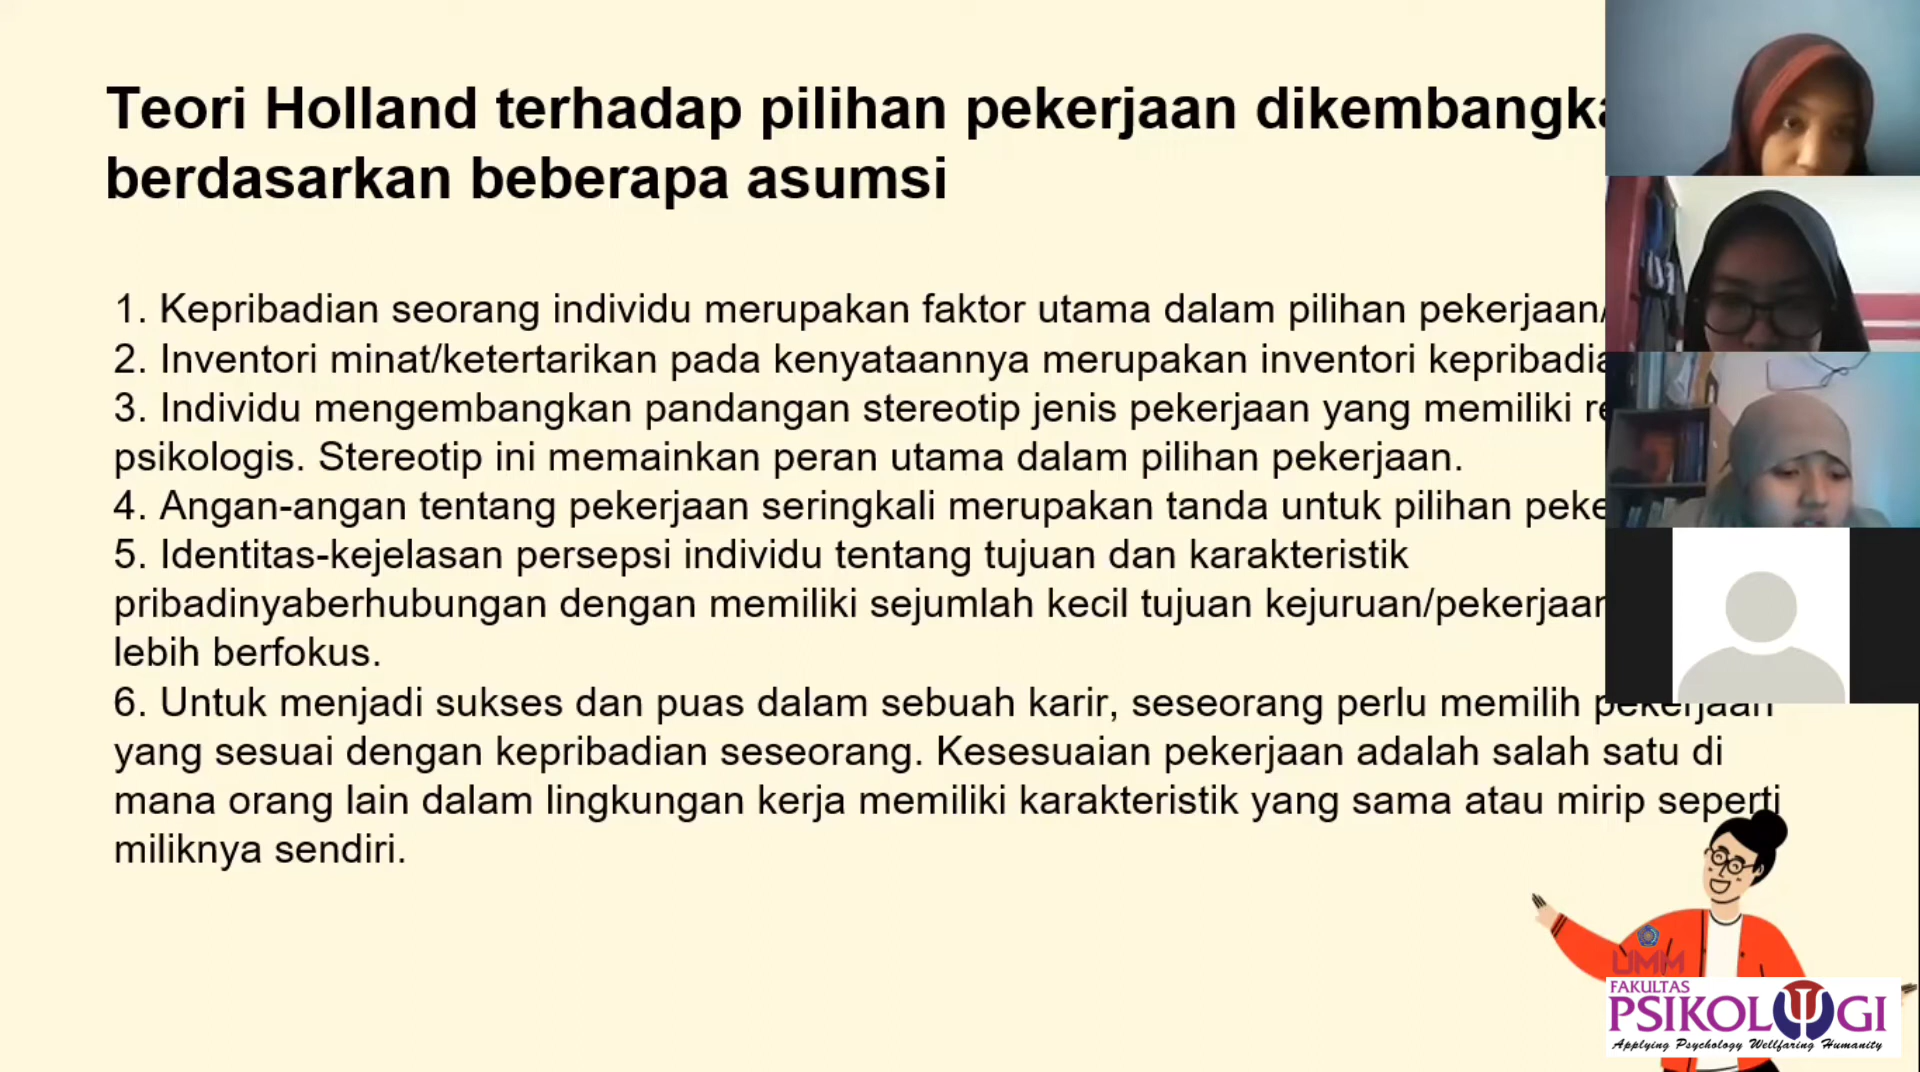 Teori Holland terhadap pilihan pekerjaan
berdasarkan beberapa asumsi
1. Kepribadian seorang individu merupakan faktor utama dalam pilihan pekerjaan/
2. Inventori minat/ketertarikan pada kenyataannya merupakan inventori
3. Individu mengembangkan pandangan stereotip jenis pekerjaan yang memiliki
psikologis. Stereotip ini memainkan peran utama dalam pilihan pekerjaan.
4. Angan-angan tentang pekerjaan seringkali merupakan tanda untuk pilihan
5. Identitas-kejelasan persepsi individu tentang tujuan dan karakteristik
pribadinyaberhubungan dengan memiliki sejumlah kecil tujuan
lebih berfokus.
6. Untuk menjadi sukses dan puas dalam sebuah karir, seseorang perlu memilih pekerjaan
yang sesuai dengan kepribadian seseorang. Kesesuaian pekerjaan adalah salah satu di
mana orang lain dalam lingkungan kerja memiliki karakteristik yang sama atau mirip seperti
miliknya sendiri.
UMM
FAKULTAS
PSIKOLOGI
Applying Psychology Wellfaring Humanity